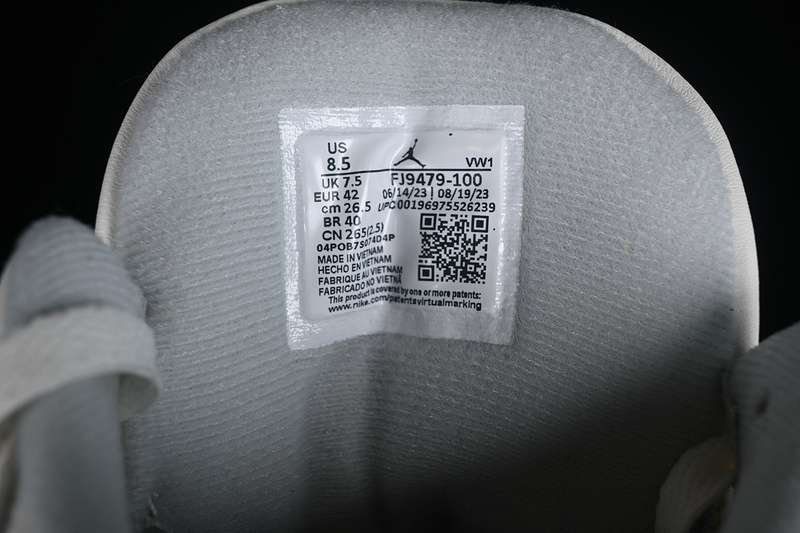 US
8.5
VW1
UK 7.5
FJ9479-100
EUR 42
06/14/23 | 08/19/23
cm 26.5
UPC:00196975526239
BR 40
CN 265(2.5)
04POB7S074D4P
MADE IN VIETNAM
HECHO EN VIETNAM
FABRIQUE AU VIETNAM
FABRICADO NO VIETNÃ
This product is covered by one or more patents:
www.nike.com/patentsvirtualmarking